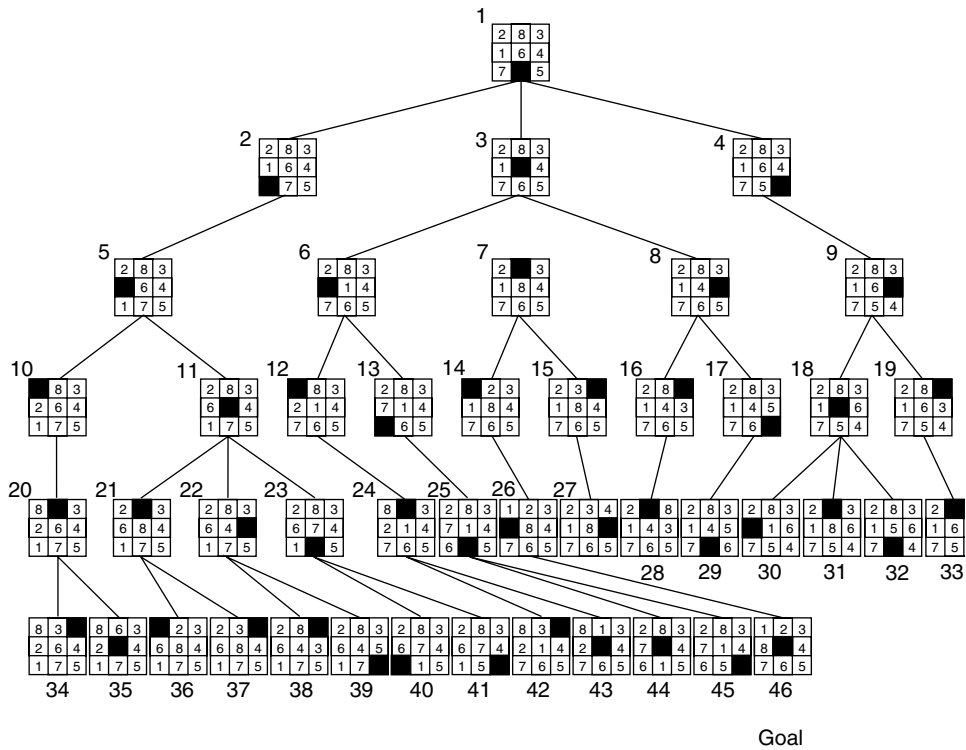 1
2 8 3
1 6 4
7 5
2 3 4
2 8 3 2 8 3 2 8 3
1 6 4 1 4 1 6 4
7 5 7 6 5 7 5
5 6 7 8 9
2 8 3 2 8 3 2 3 2 8 3 2 8 3
6 4 1 4 1 8 4 1 4 1 6
1 7 5 7 6 5 7 6 5 7 6 5 7 5 4
10 11 12 13 14 15 16 17 18 19
8 3 2 8 3 8 3 2 8 3 2 3 2 3 2 8 2 8 3 2 8 3 2 8
2 6 4 6 4 2 1 4 7 1 4 1 8 4 1 8 4 1 4 3 1 4 5 1 6 1 6 3
1 7 5 1 7 5 7 6 5 6 5 7 6 5 7 6 5 7 6 5 7 6 7 5 4 7 5 4
20 21 22 23 24 25 26 27
8 3 2 3 2 8 3 2 8 3 8 3 2 8 3 1 2 3 2 3 4 2 8 2 8 3 2 8 3 2 3 2 8 3 2
2 6 4 6 8 4 6 4 6 7 4 2 1 4 7 1 4 8 4 1 8 1 4 3 1 4 5 1 6 1 8 6 1 5 6 1 6
1 7 5 1 7 5 1 7 5 1 5 7 6 5 6 5 7 6 5 7 6 5 7 6 5 7 6 7 5 4 7 5 4 7 4 7 5
28 29 30 31 32 33
8 3 8 6 3 2 3 2 3 2 8 2 8 3 2 8 3 2 8 3 8 3 8 1 3 2 8 3 2 8 3 1 2 3
2 6 4 2 4 6 8 4 6 8 4 6 4 3 6 4 5 6 7 4 6 7 4 2 1 4 2 4 7 4 7 1 4 8 4
1 7 5 1 7 5 1 7 5 1 7 5 1 7 5 1 7 1 5 1 5 7 6 5 7 6 5 6 1 5 6 5 7 6 5
34 35 36 37 38 39 40 41 42 43 44 45 46
Goal